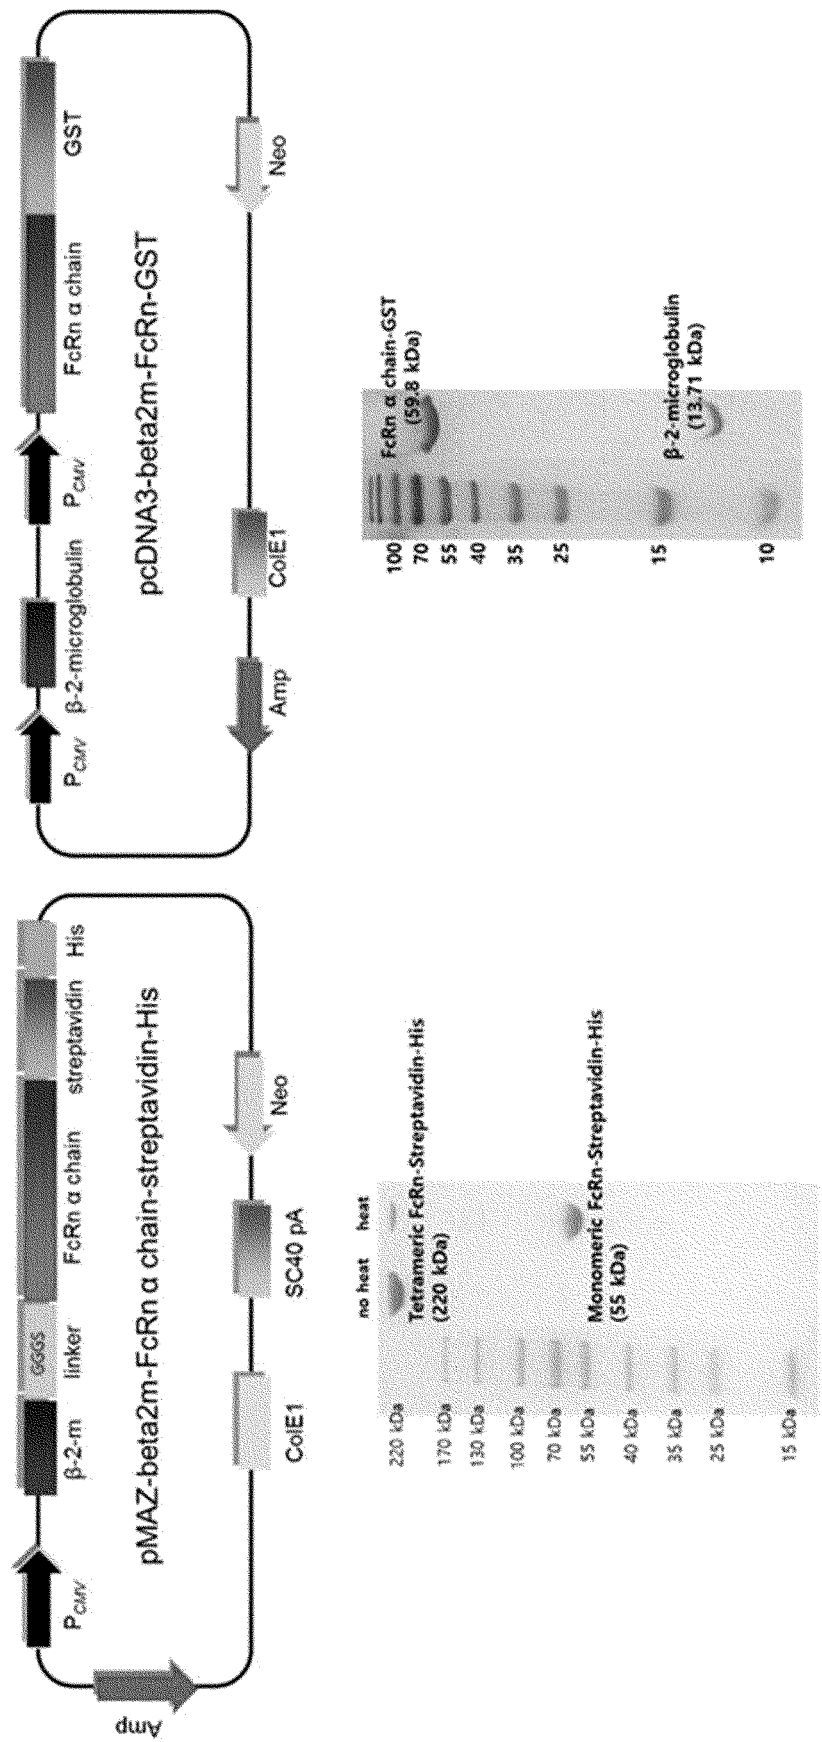 PCMV
β-2-m
GGGS
linker
FcRn α chain
streptavidin
His
Amp
pMAZ-beta2m-FcRn α chain-streptavidin-His
ColE1
SC40 pA
Neo
no heat
heat
220 kDa
170 kDa
130 kDa
100 kDa
70 kDa
55 kDa
40 kDa
35 kDa
25 kDa
15 kDa
Tetrameric FcRn-Streptavidin-His
(220 kDa)
Monomeric FcRn-Streptavidin-His
(55 kDa)
PCMV
β-2-microglobulin
PCMV
FcRn α chain
GST
pcDNA3-beta2m-FcRn-GST
Amp
ColE1
Neo
100
70
55
40
35
25
15
10
FcRn α chain-GST
(59.8 kDa)
β-2-microglobulin
(13.71 kDa)